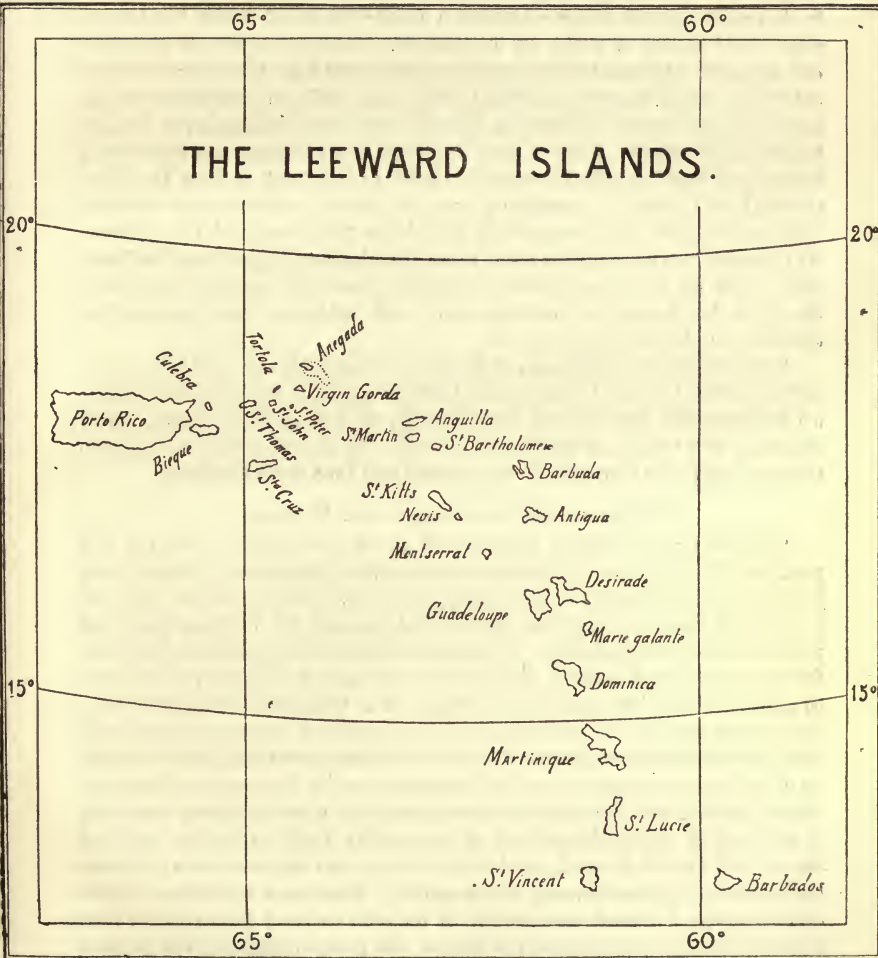 65° 60°
THE LEEWARD ISLANDS.
20° 20°
Anegada
Tortola
Culebra
Virgin Gorda
St Peter
St John
St Thomas
Porto Rico
Bieque
Sta Cruz
Anguilla
St Martin
St Bartholomew
Barbuda
St Kitts
Nevis
Antigua
Montserrat
Desirade
Guadeloupe
Marie galante
15° 15°
Dominica
Martinique
St Lucie
St Vincent
Barbados
65° 60°